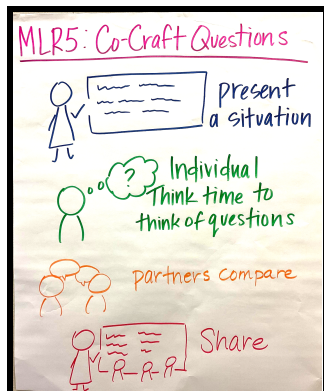 MLR5: Co-Craft Questions
present
a situation
?
Individual
Think time to
think of questions
partners compare
Share